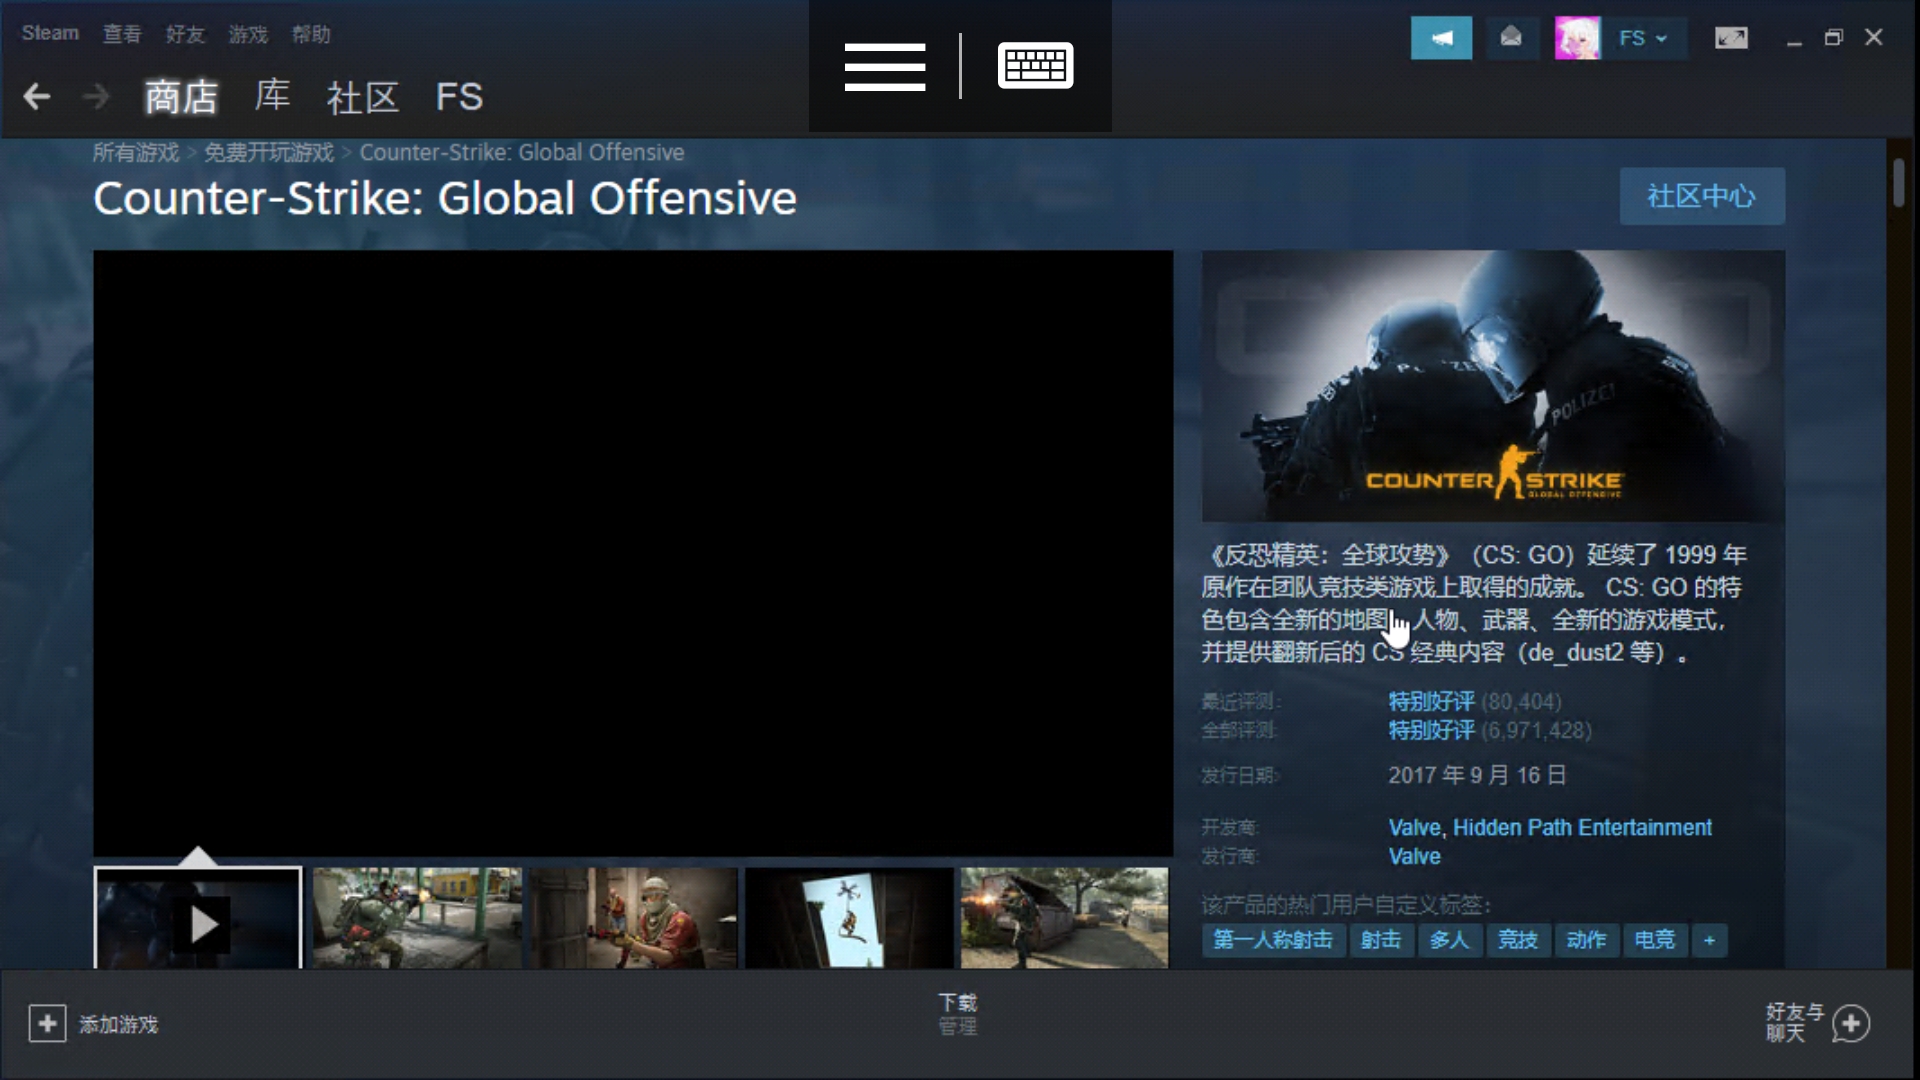 Steam 查看 好友 游戏 帮助
FS
商店 库 社区 FS
所有游戏 > 免费开玩游戏 > Counter-Strike: Global Offensive
Counter-Strike: Global Offensive
社区中心
POLIZEI
COUNTER STRIKE
GLOBAL OFFENSIVE
《反恐精英：全球攻势》（CS: GO）延续了 1999 年
原作在团队竞技类游戏上取得的成就。 CS: GO 的特
色包含全新的地图、人物、武器、全新的游戏模式，
并提供翻新后的 CS 经典内容（de_dust2 等）。
最近评测: 特别好评 (80,404)
全部评测: 特别好评 (6,971,428)
发行日期: 2017 年 9 月 16 日
开发商: Valve, Hidden Path Entertainment
发行商: Valve
该产品的热门用户自定义标签：
第一人称射击 射击 多人 竞技 动作 电竞 +
添加游戏
下载
管理
好友与
聊天